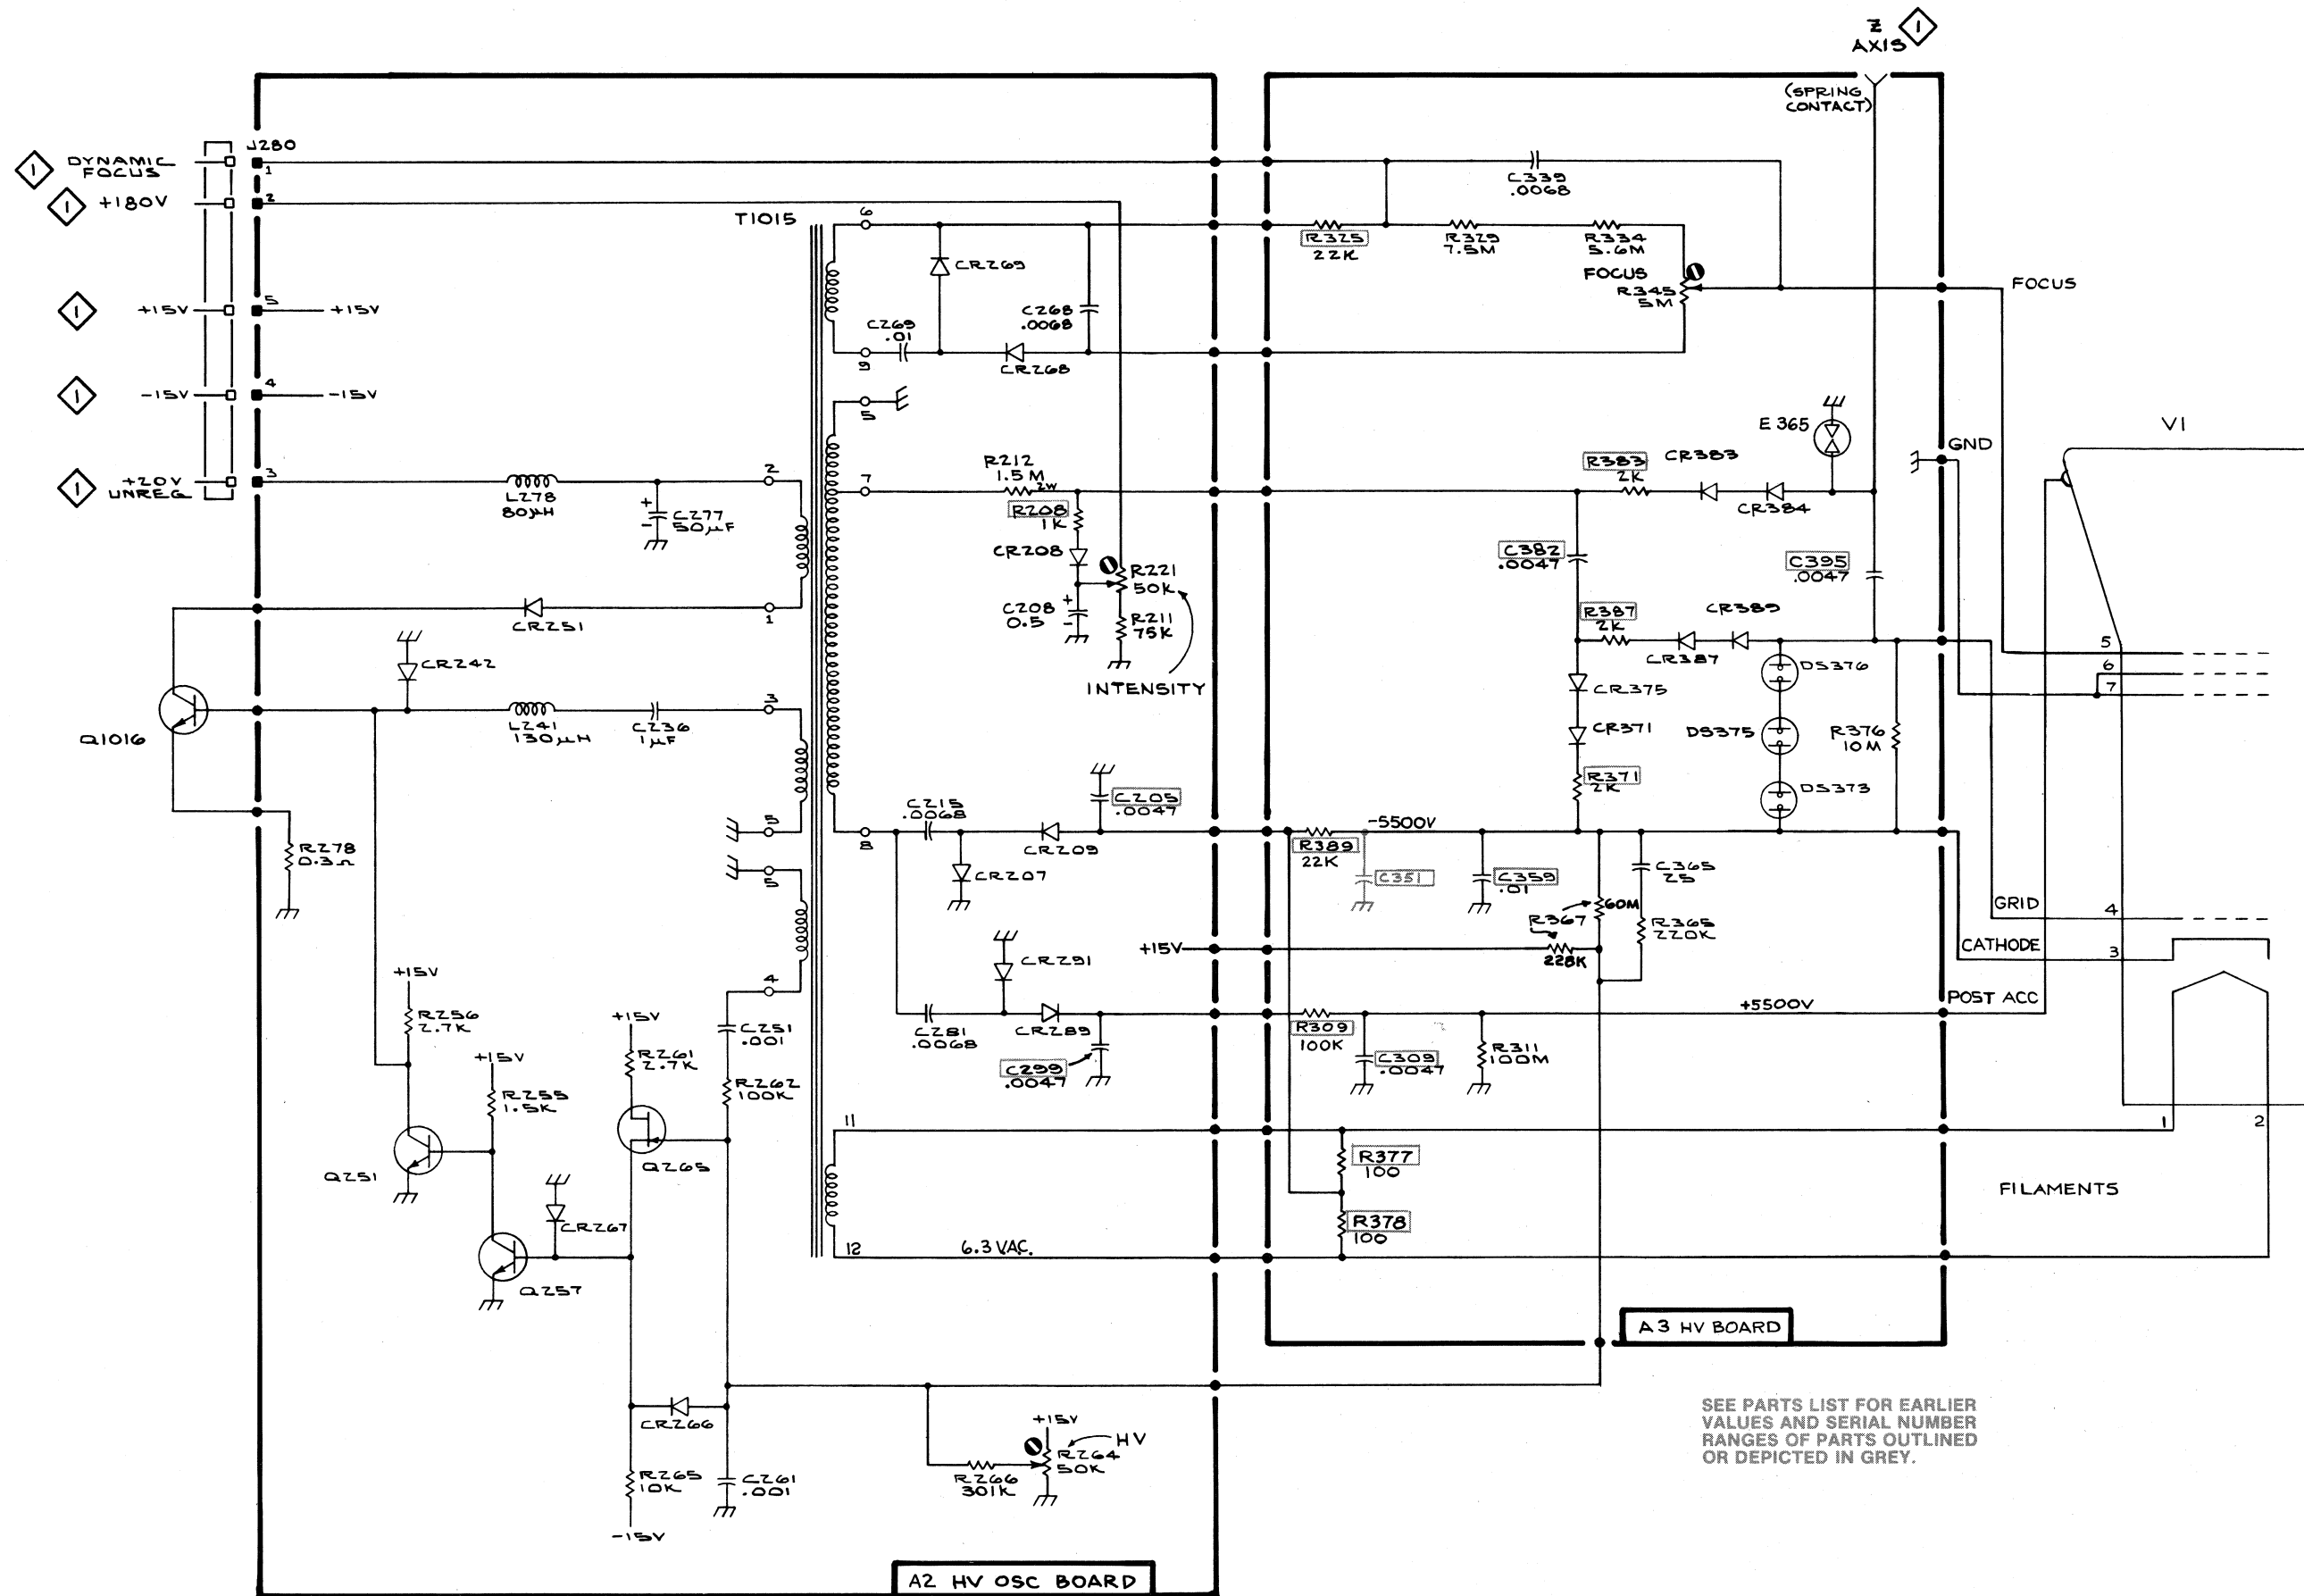 Z
AXIS
1
(SPRING
CONTACT)
J280
1
DYNAMIC
FOCUS
1
1
+180V
2
T1015
6
C339
.0068
R325
22K
R329
7.5M
R334
5.6M
FOCUS
R345
5M
FOCUS
CR269
C268
.0068
C269
.01
CR268
9
1
+15V
5
+15V
1
-15V
4
-15V
5
E365
GND
V1
1
+20V
UNREG
3
L278
80µH
C277
50µF
2
7
R212
1.5M
2W
R208
1K
CR208
R221
50K
C208
0.5
R211
75K
INTENSITY
R383
2K
CR383
CR384
C382
.0047
C395
.0047
CR251
1
R387
2K
CR389
CR387
CR242
Q1016
L241
130µH
C236
1µF
3
CR375
CR371
R371
2K
DS376
DS375
DS373
R376
10M
5
6
7
R278
0.3Ω
5
5
8
C215
.0068
C205
.0047
CR209
CR207
R389
22K
-5500V
C351
C359
.01
C365
25
60M
R367
R365
220K
228K
+15V
GRID
4
CATHODE
3
CR291
C281
.0068
CR289
C299
.0047
R309
100K
C309
.0047
R311
100M
+5500V
POST ACC
4
+15V
R256
2.7K
+15V
R255
1.5K
+15V
R261
2.7K
C251
.001
R262
100K
Q251
Q265
CR267
Q257
11
12
6.3 VAC.
R377
100
R378
100
1
2
FILAMENTS
A3 HV BOARD
CR266
R265
10K
-15V
C261
.001
R266
301K
+15V
HV
R264
50K
SEE PARTS LIST FOR EARLIER
VALUES AND SERIAL NUMBER
RANGES OF PARTS OUTLINED
OR DEPICTED IN GREY.
A2 HV OSC BOARD